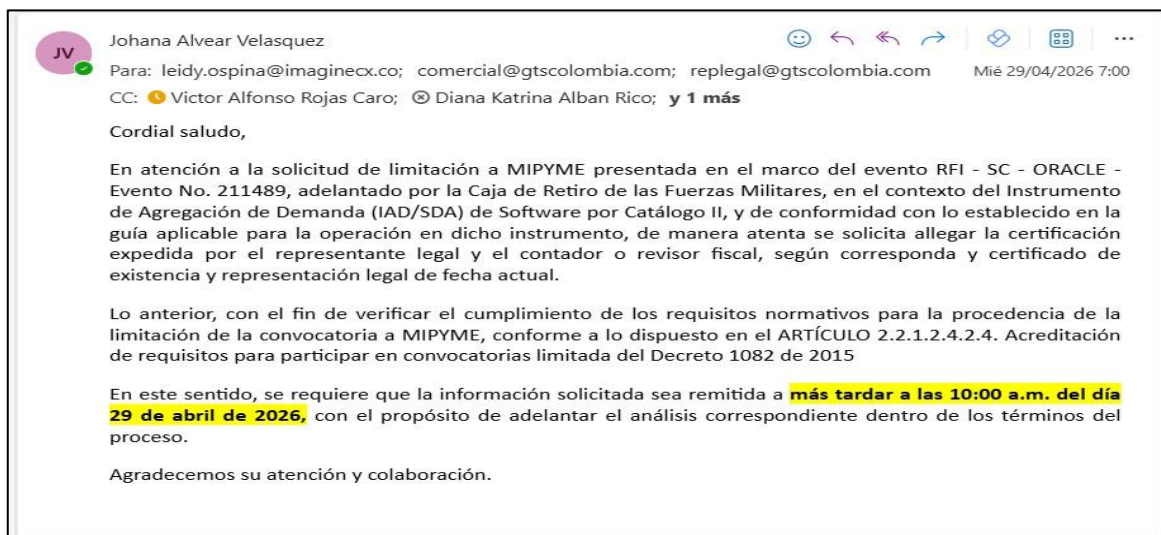 JV
Johana Alvear Velasquez
Para: leidy.ospina@imaginecx.co; comercial@gtscolombia.com; replegal@gtscolombia.com
Mié 29/04/2026 7:00
CC: Victor Alfonso Rojas Caro; Diana Katrina Alban Rico; y 1 más
Cordial saludo,
En atención a la solicitud de limitación a MIPYME presentada en el marco del evento RFI - SC - ORACLE -
Evento No. 211489, adelantado por la Caja de Retiro de las Fuerzas Militares, en el contexto del Instrumento
de Agregación de Demanda (IAD/SDA) de Software por Catálogo II, y de conformidad con lo establecido en la
guía aplicable para la operación en dicho instrumento, de manera atenta se solicita allegar la certificación
expedida por el representante legal y el contador o revisor fiscal, según corresponda y certificado de
existencia y representación legal de fecha actual.
Lo anterior, con el fin de verificar el cumplimiento de los requisitos normativos para la procedencia de la
limitación de la convocatoria a MIPYME, conforme a lo dispuesto en el ARTÍCULO 2.2.1.2.4.2.4. Acreditación
de requisitos para participar en convocatorias limitada del Decreto 1082 de 2015
En este sentido, se requiere que la información solicitada sea remitida a más tardar a las 10:00 a.m. del día
29 de abril de 2026, con el propósito de adelantar el análisis correspondiente dentro de los términos del
proceso.
Agradecemos su atención y colaboración.